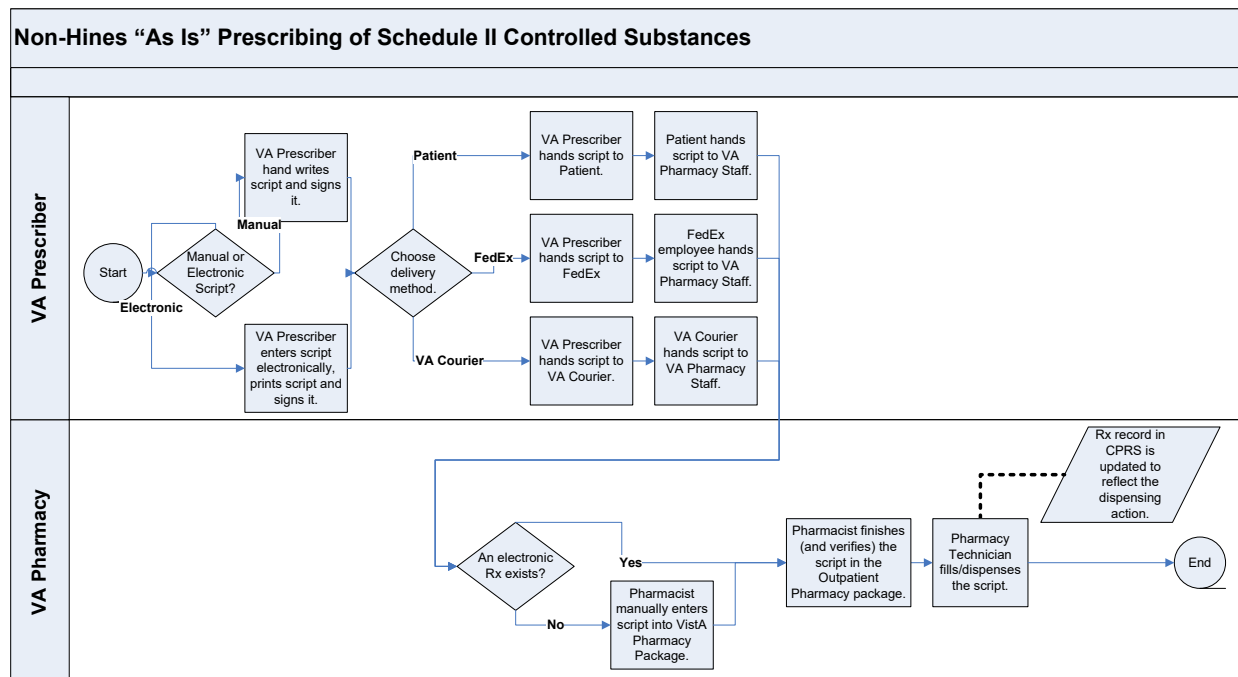 Non-Hines “As Is” Prescribing of Schedule II Controlled Substances
VA Prescriber
Start
Manual or
Electronic
Script?
Manual
Electronic
VA Prescriber
hand writes
script and signs
it.
VA Prescriber
enters script
electronically,
prints script and
signs it.
Choose
delivery
method.
Patient
FedEx
VA Courier
VA Prescriber
hands script to
Patient.
Patient hands
script to VA
Pharmacy Staff.
VA Prescriber
hands script to
FedEx
FedEx
employee hands
script to VA
Pharmacy Staff.
VA Prescriber
hands script to
VA Courier.
VA Courier
hands script to
VA Pharmacy
Staff.
VA Pharmacy
An electronic
Rx exists?
Yes
No
Pharmacist
manually enters
script into VistA
Pharmacy
Package.
Pharmacist finishes
(and verifies) the
script in the
Outpatient
Pharmacy package.
Pharmacy
Technician
fills/dispenses
the script.
Rx record in
CPRS is
updated to
reflect the
dispensing
action.
End